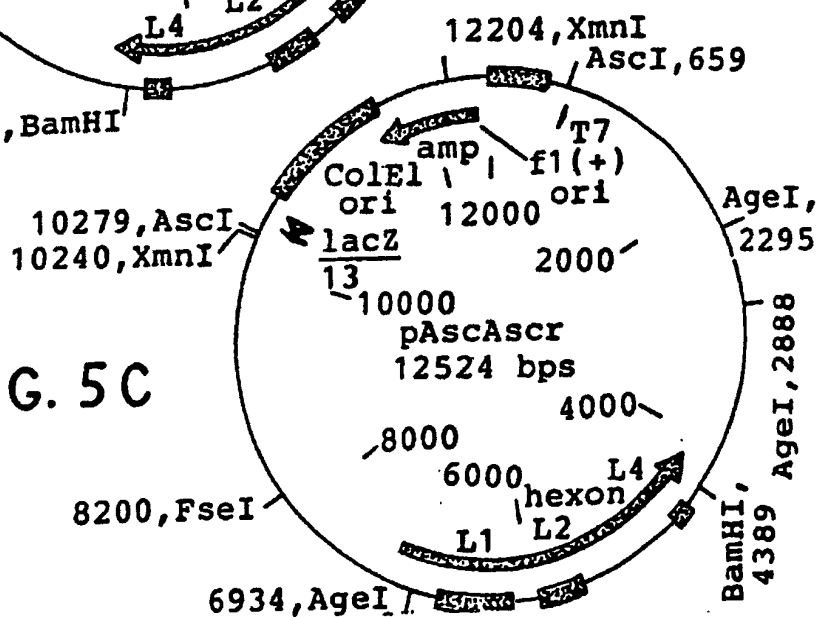 L4
L2
,BamHI
12204,XmnI
AscI,659
T7
f1(+)
ori
amp
ColEl
ori
12000
10279,AscI
10240,XmnI
lacZ
13
AgeI,
2295
2000
10000
pAscAscr
12524 bps
AgeI,2888
G. 5C
4000
8000
6000
L4
hexon
8200,FseI
L1
L2
BamHI,
4389
6934,AgeI